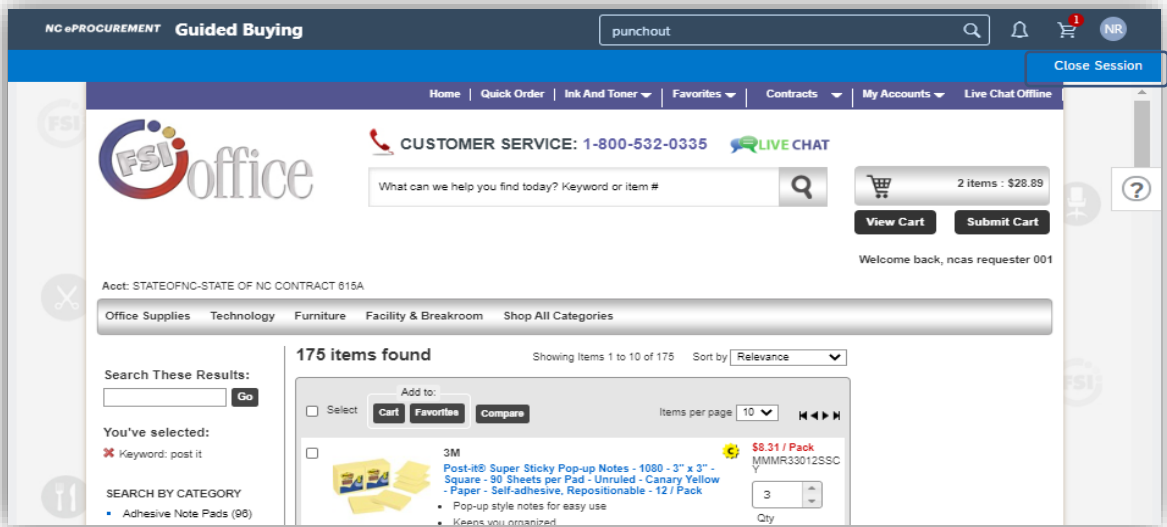 NC ePROCUREMENT Guided Buying
punchout
1
NR
Close Session
Home | Quick Order | Ink And Toner | Favorites | Contracts | My Accounts | Live Chat Offline
FSI office
CUSTOMER SERVICE: 1-800-532-0335 LIVE CHAT
What can we help you find today? Keyword or item #
2 items : $28.89
?
View Cart Submit Cart
Welcome back, ncas requester 001
Acct: STATEOFNC-STATE OF NC CONTRACT 615A
Office Supplies Technology Furniture Facility & Breakroom Shop All Categories
175 items found
Showing Items 1 to 10 of 175 Sort by Relevance
Search These Results:
Go
You've selected:
Keyword: post it
SEARCH BY CATEGORY
Adhesive Note Pads (96)
Add to:
Select Cart Favorites Compare
Items per page 10
3M
Post-it® Super Sticky Pop-up Notes - 1080 - 3" x 3" -
Square - 90 Sheets per Pad - Unruled - Canary Yellow
- Paper - Self-adhesive, Repositionable - 12 / Pack
Pop-up style notes for easy use
Keeps you organized
C
$8.31 / Pack
MMMR33012SSC
Y
3
Qty
FSI
FSI